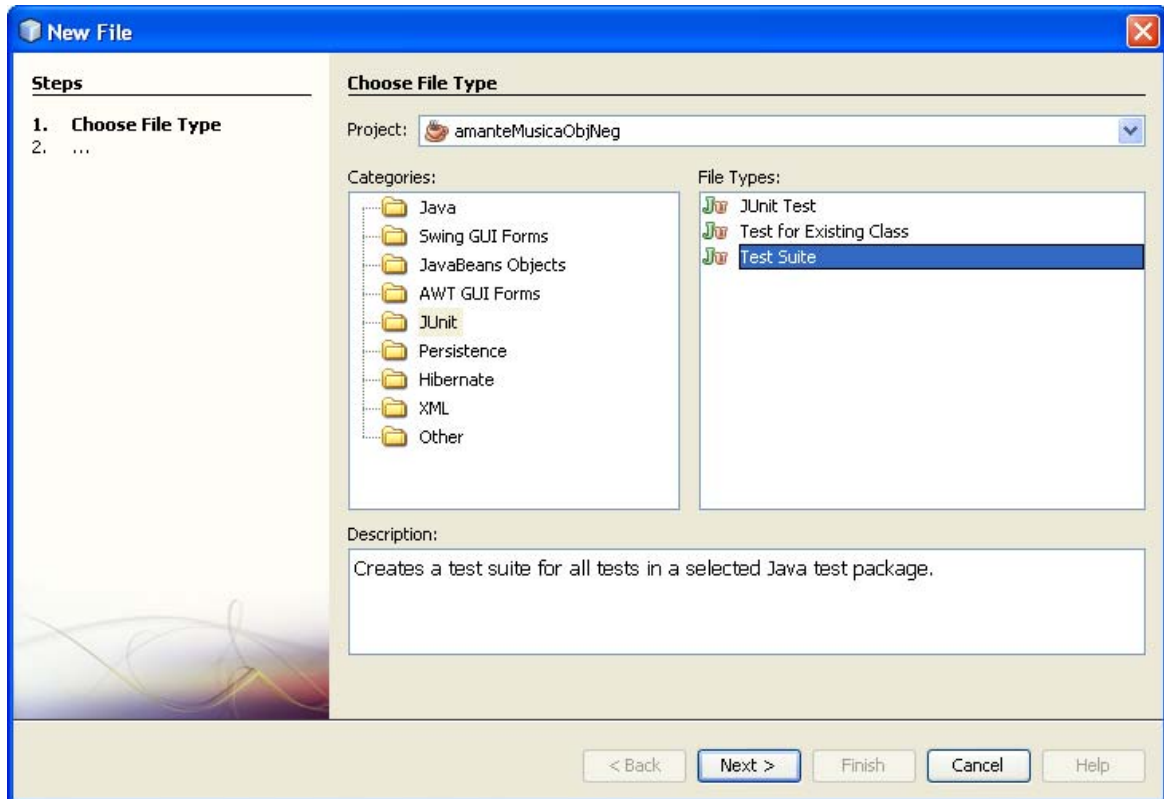 New File
Steps
1. Choose File Type
2. ...
Choose File Type
Project: amanteMusicaObjNeg
Categories:
Java
Swing GUI Forms
JavaBeans Objects
AWT GUI Forms
JUnit
Persistence
Hibernate
XML
Other
File Types:
JUnit Test
Test for Existing Class
Test Suite
Description:
Creates a test suite for all tests in a selected Java test package.
< Back Next > Finish Cancel Help